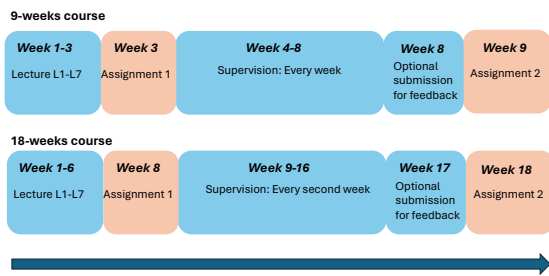 9-weeks course
Week 1-3
Lecture L1-L7
Week 3
Assignment 1
Week 4-8
Supervision: Every week
Week 8
Optional
submission
for feedback
Week 9
Assignment 2
18-weeks course
Week 1-6
Lecture L1-L7
Week 8
Assignment 1
Week 9-16
Supervision: Every second week
Week 17
Optional
submission
for feedback
Week 18
Assignment 2